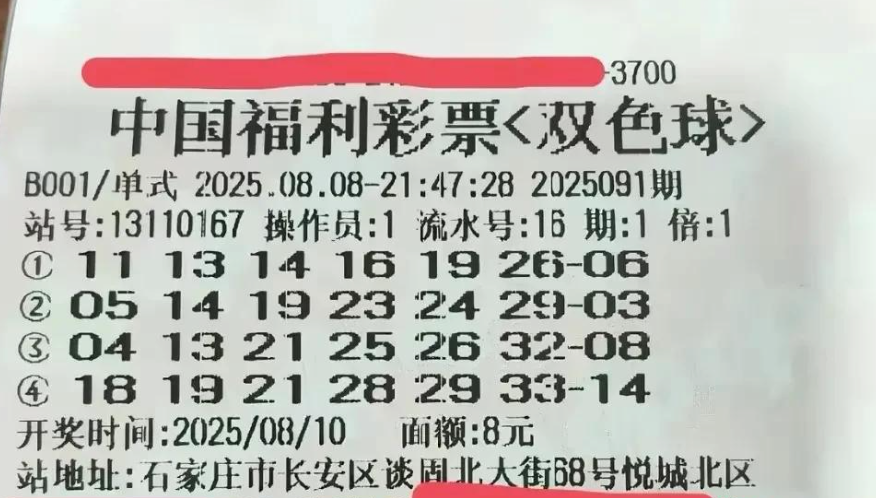 -3700
中国福利彩票<双色球>
B001/单式 2025.08.08-21:47:28 2025091期
站号:13110167 操作员:1 流水号:16 期:1 倍:1
① 11 13 14 16 19 26-06
② 05 14 19 23 24 29-03
③ 04 13 21 25 26 32-08
④ 18 19 21 28 29 33-14
开奖时间:2025/08/10 面额:8元
站地址:石家庄市长安区谈固北大街68号悦城北区